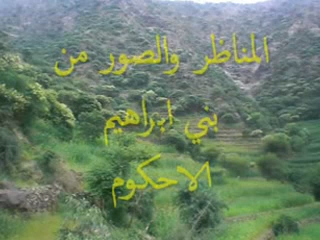 المناظر والصور من
بني ابراهيم
الاحكوم